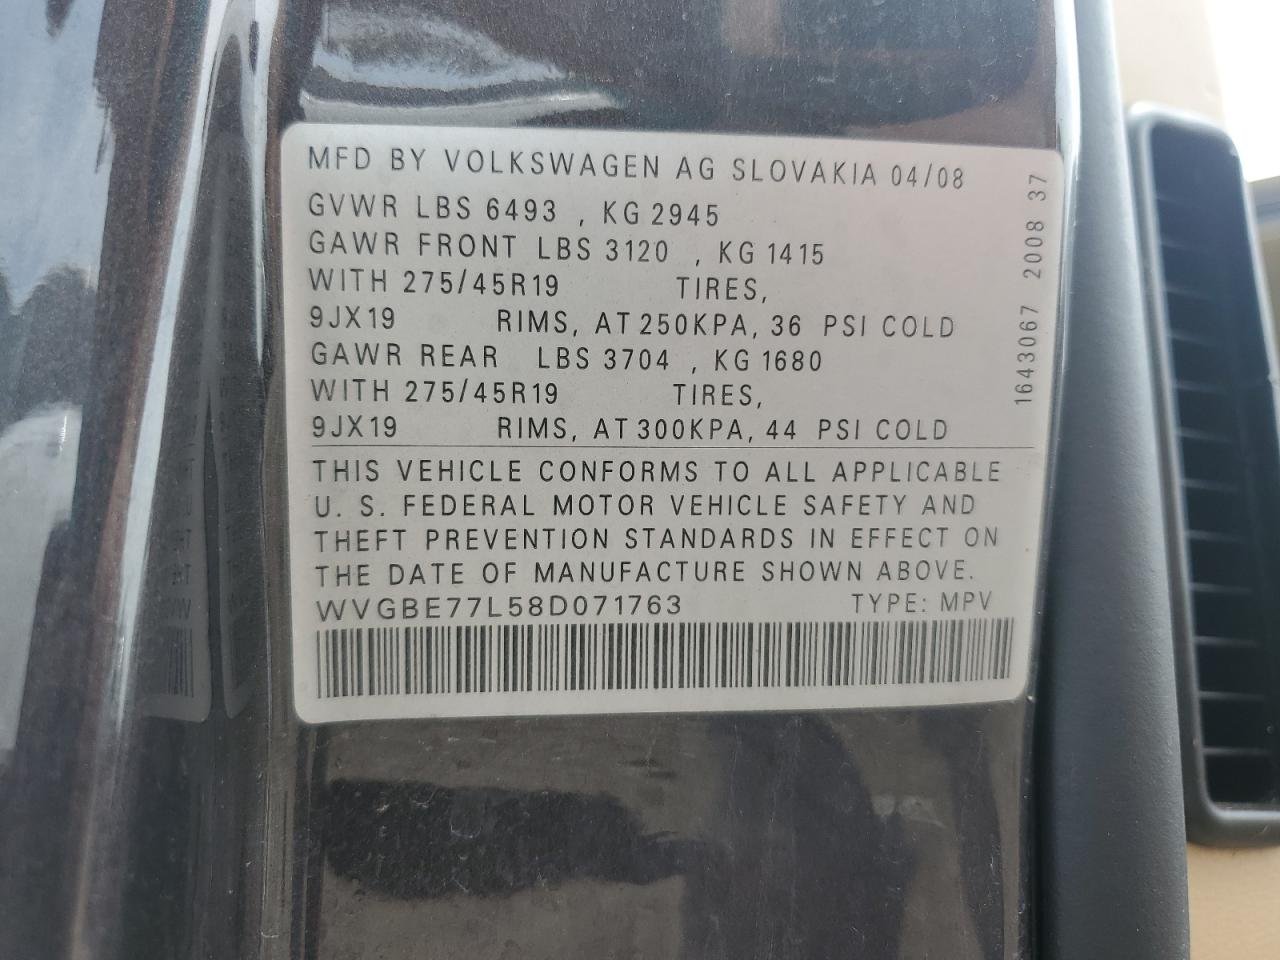 MFD BY VOLKSWAGEN AG SLOVAKIA 04/08
GVWR LBS 6493 , KG 2945
GAWR FRONT LBS 3120 , KG 1415
WITH 275/45R19 TIRES,
9JX19 RIMS, AT 250KPA, 36 PSI COLD
GAWR REAR LBS 3704 , KG 1680
WITH 275/45R19 TIRES,
9JX19 RIMS, AT 300KPA, 44 PSI COLD
THIS VEHICLE CONFORMS TO ALL APPLICABLE
U. S. FEDERAL MOTOR VEHICLE SAFETY AND
THEFT PREVENTION STANDARDS IN EFFECT ON
THE DATE OF MANUFACTURE SHOWN ABOVE.
WVGBE77L58D071763 TYPE: MPV
1643067 2008 37